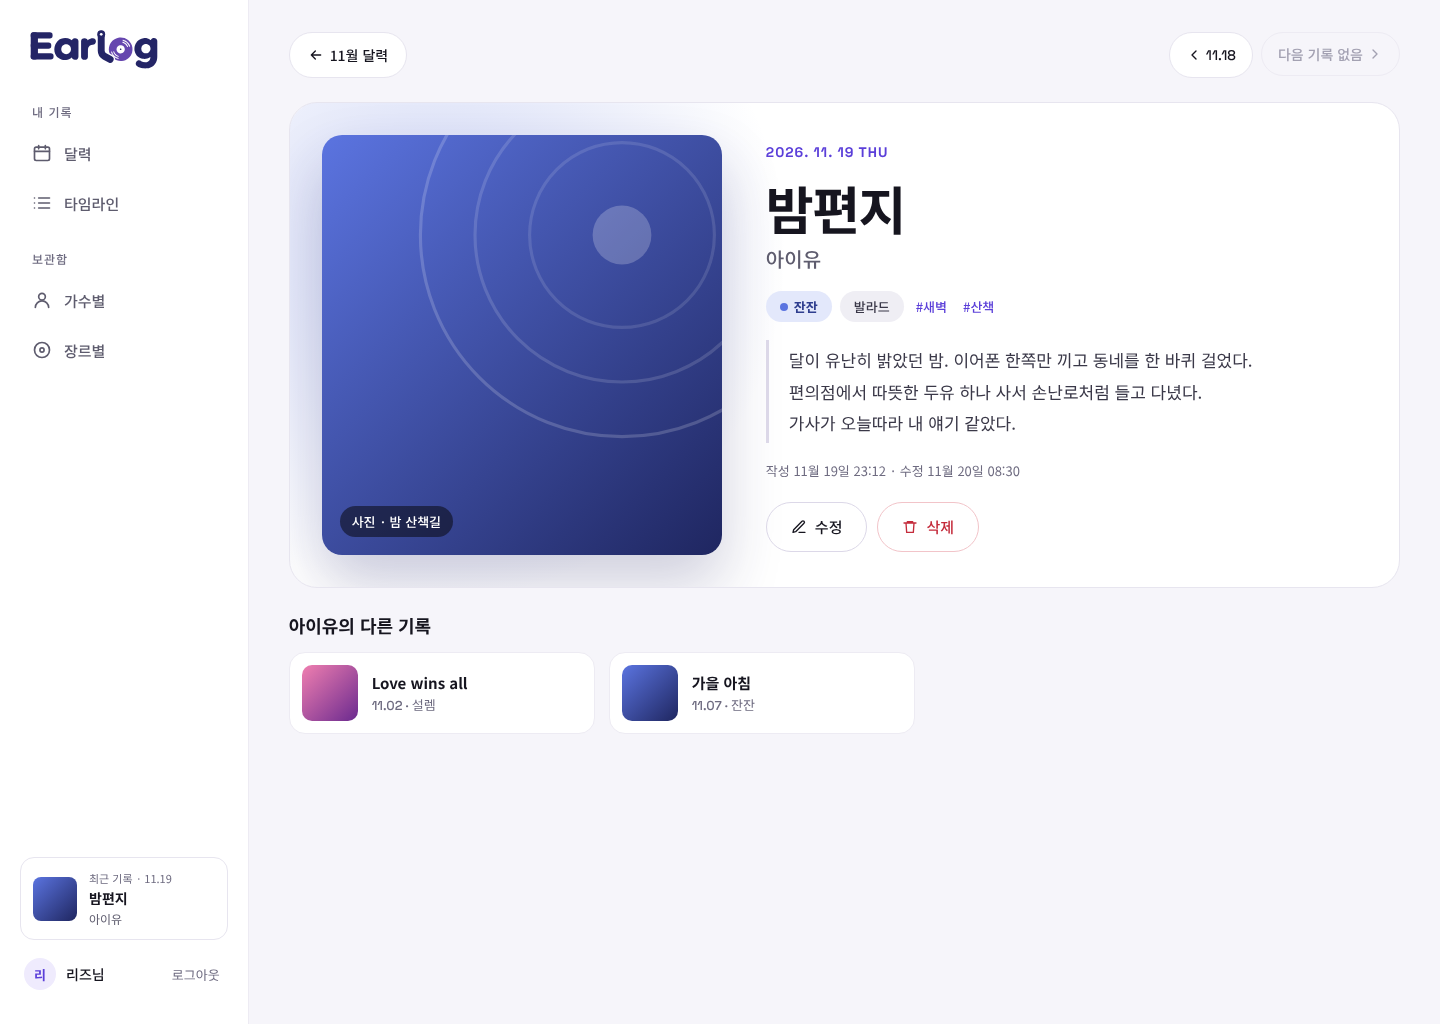 Earlog
내 기록
달력
타임라인
보관함
가수별
장르별
최근 기록 · 11.19
밤편지
아이유
리
리즈님
로그아웃
11월 달력
11.18
다음 기록 없음
2026. 11. 19 THU
밤편지
아이유
잔잔
발라드
#새벽
#산책
달이 유난히 밝았던 밤. 이어폰 한쪽만 끼고 동네를 한 바퀴 걸었다.
편의점에서 따뜻한 두유 하나 사서 손난로처럼 들고 다녔다.
가사가 오늘따라 내 얘기 같았다.
작성 11월 19일 23:12 · 수정 11월 20일 08:30
수정
삭제
사진 · 밤 산책길
아이유의 다른 기록
Love wins all
11.02 · 설렘
가을 아침
11.07 · 잔잔